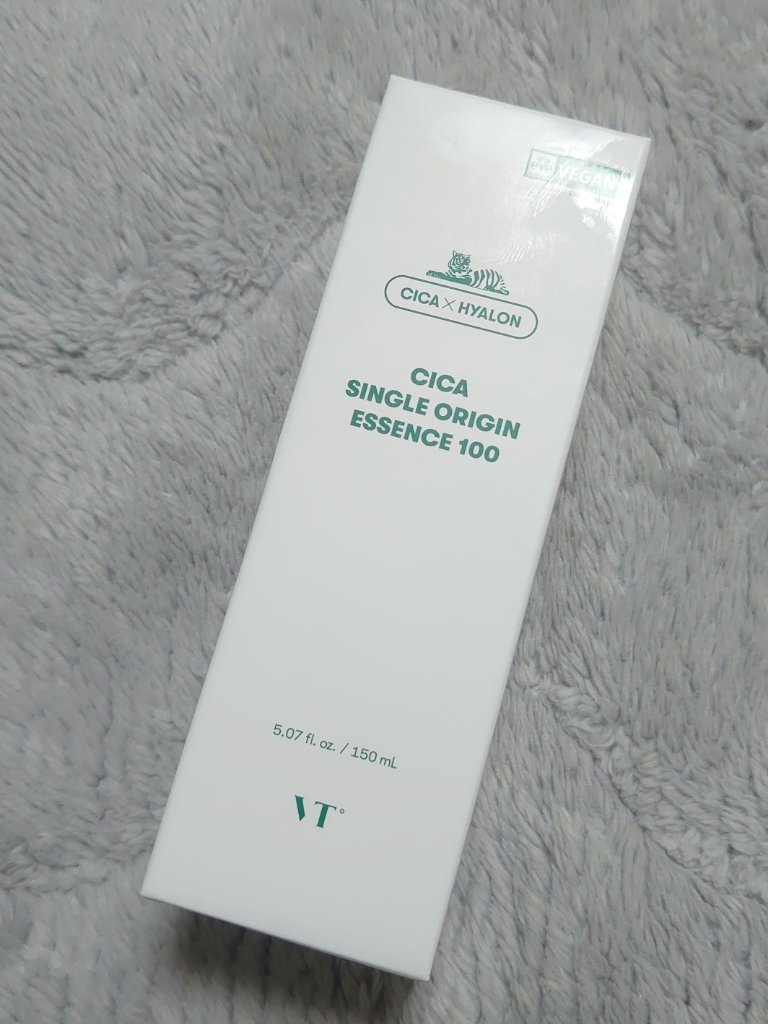 VEGAN
CICA×HYALON
CICA
SINGLE ORIGIN
ESSENCE 100
5.07 fl. oz. / 150 mL
VT°